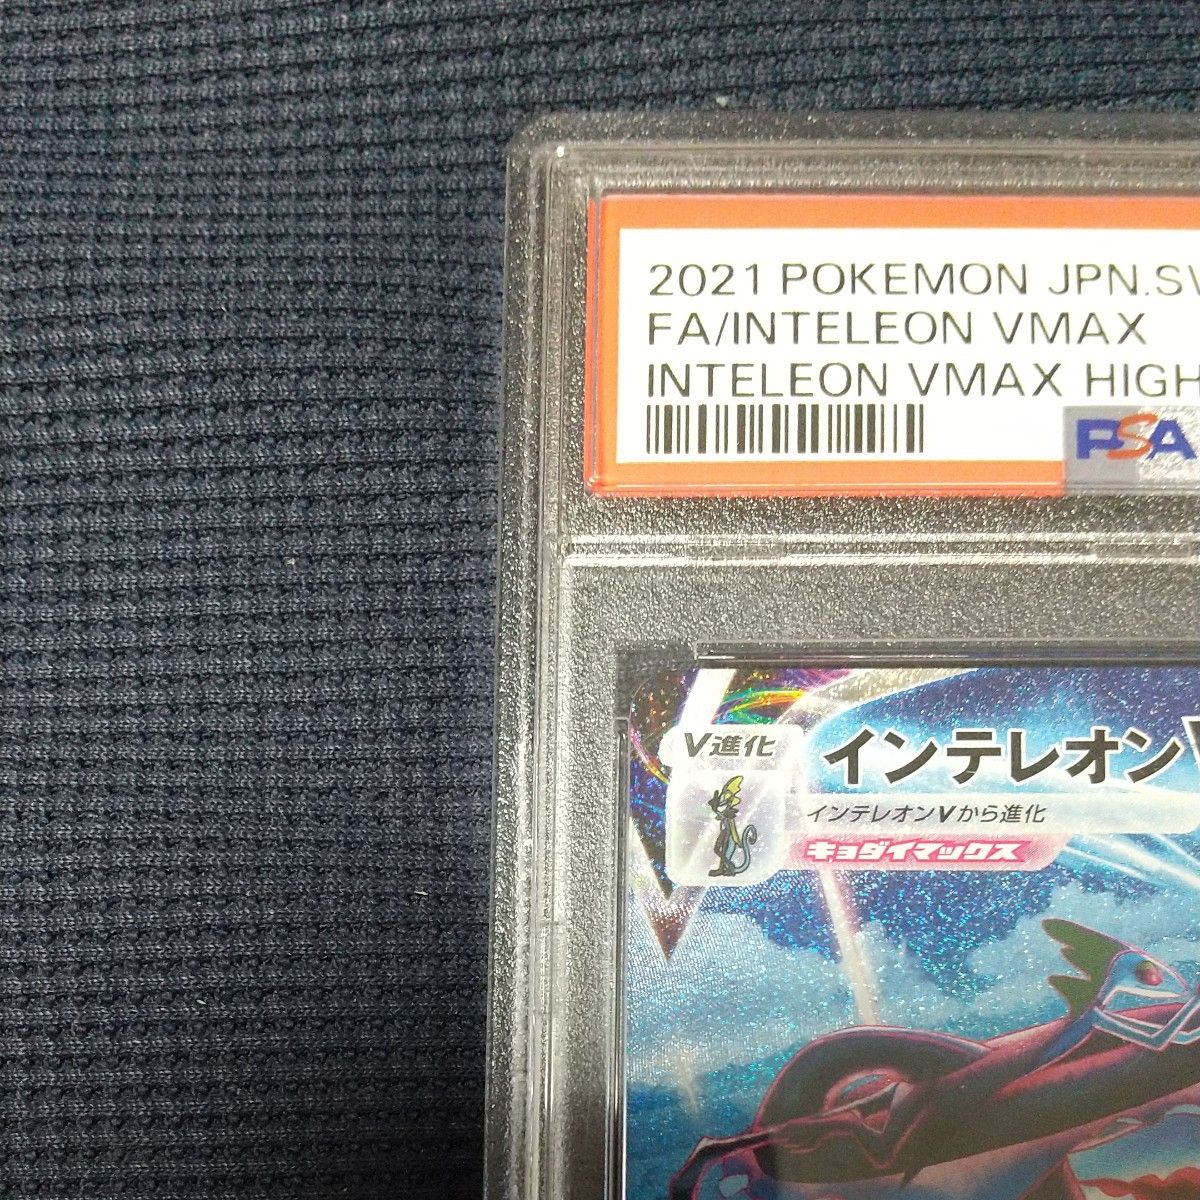 2021 POKEMON JPN.SW
FA/INTELEON VMAX
INTELEON VMAX HIGH
PSA
V進化
インテレオンV
インテレオンVから進化
キョダイマックス